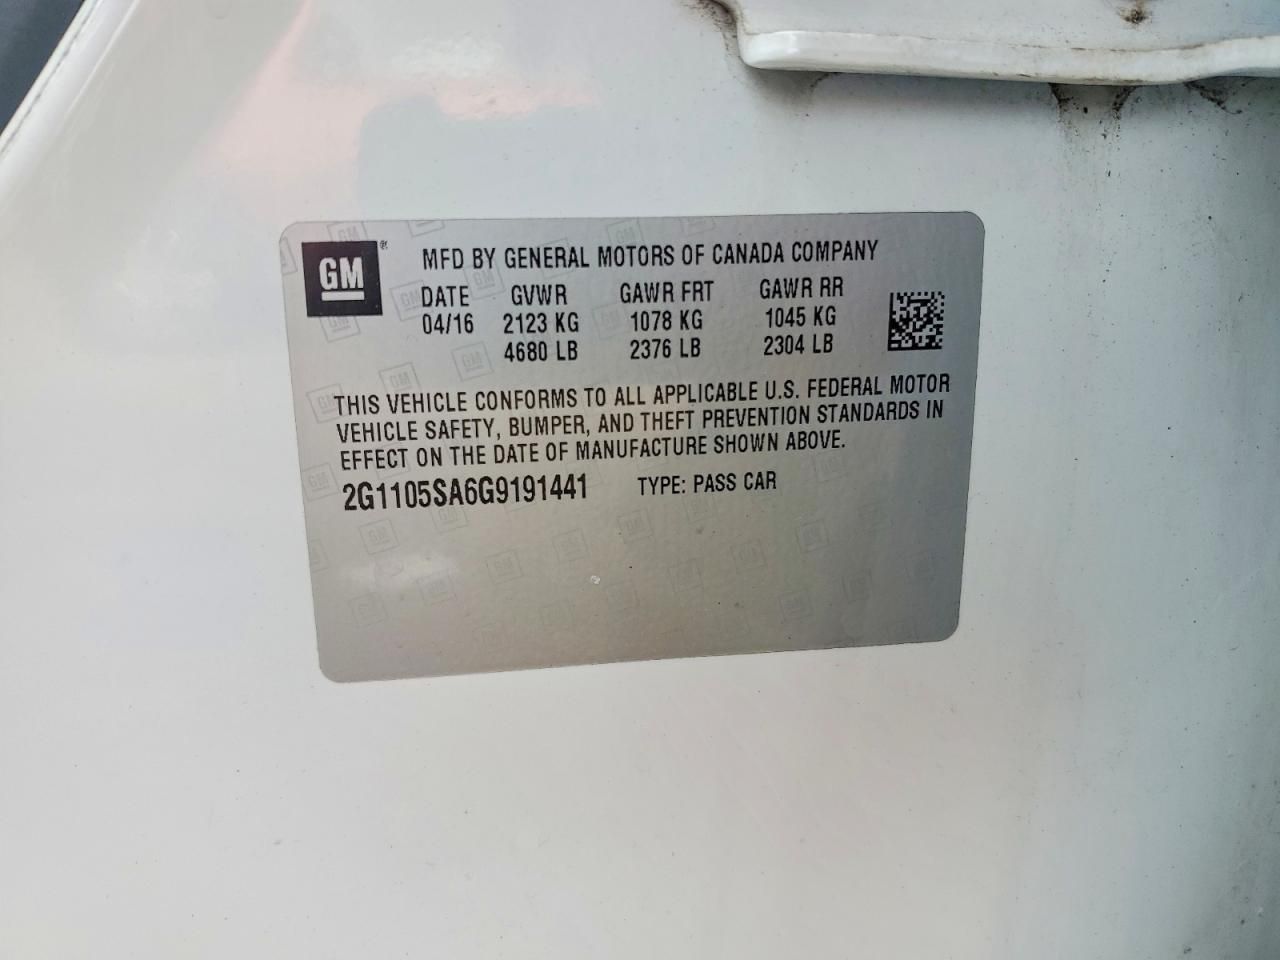 GM®
MFD BY GENERAL MOTORS OF CANADA COMPANY
DATE GVWR GAWR FRT GAWR RR
04/16 2123 KG 1078 KG 1045 KG
4680 LB 2376 LB 2304 LB
THIS VEHICLE CONFORMS TO ALL APPLICABLE U.S. FEDERAL MOTOR
VEHICLE SAFETY, BUMPER, AND THEFT PREVENTION STANDARDS IN
EFFECT ON THE DATE OF MANUFACTURE SHOWN ABOVE.
2G1105SA6G9191441 TYPE: PASS CAR